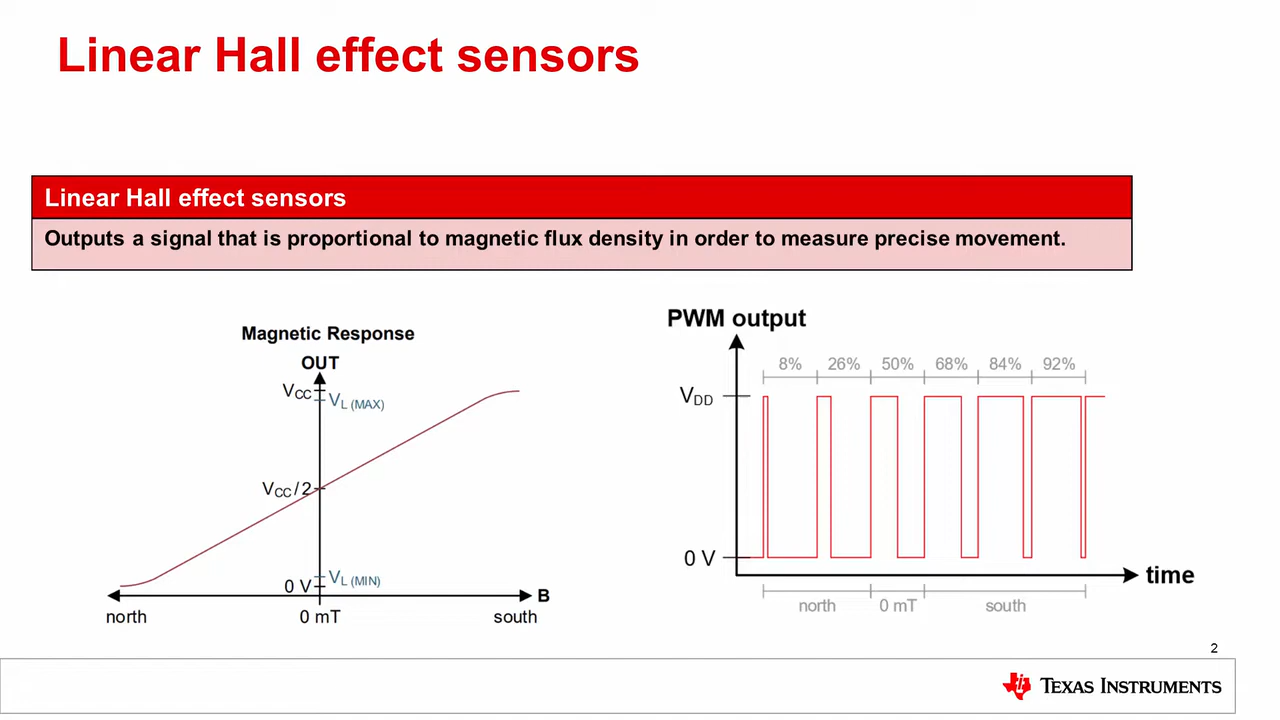 Linear Hall effect sensors
Linear Hall effect sensors
Outputs a signal that is proportional to magnetic flux density in order to measure precise movement.
Magnetic Response
OUT
VCC
VL (MAX)
VCC / 2
VL (MIN)
0 V
B
north
0 mT
south
PWM output
8% 26% 50% 68% 84% 92%
VDD
0 V
time
north 0 mT south
2
TEXAS INSTRUMENTS